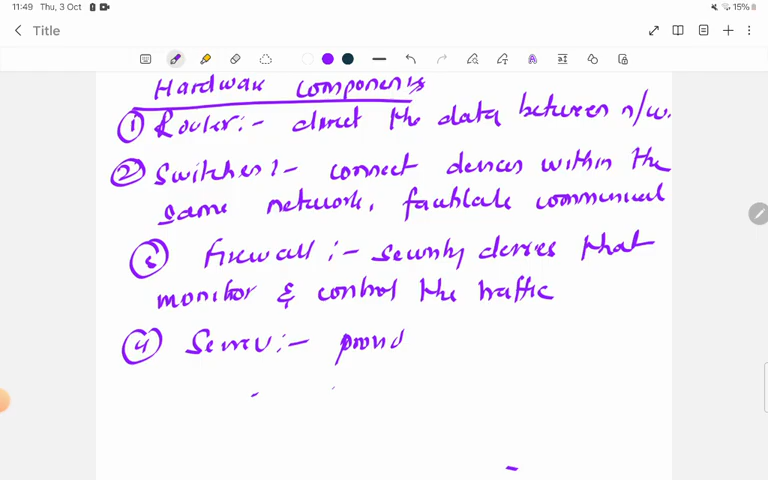 11:49 Thu, 3 Oct 15%
Title
Hardware components
① Router:- direct the data between n/w.
② Switches:- connect devices within the
same network, facilitate communicat
③ firewall:- security devices that
monitor & control the traffic
④ Server:- provid